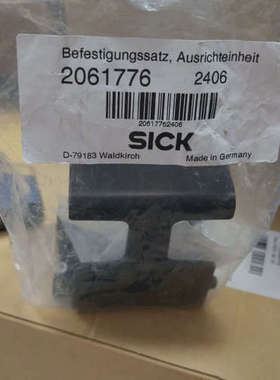 Befestigungssatz, Ausrichteinheit
2061776 2406
20617762406
SICK
D-79183 Waldkirch Made in Germany